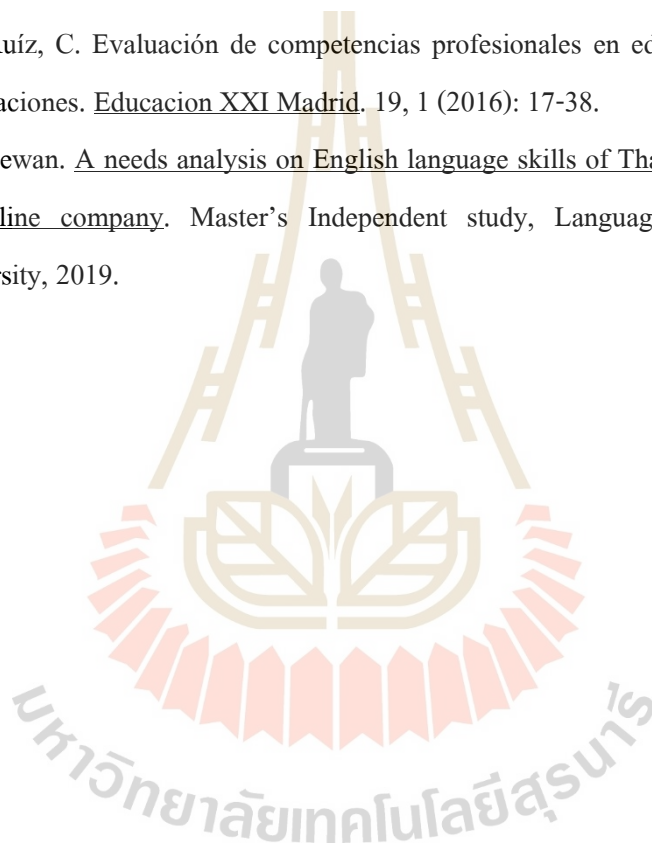 uíz, C. Evaluación de competencias profesionales en ed
aciones. Educacion XXI Madrid. 19, 1 (2016): 17-38.
ewan. A needs analysis on English language skills of Tha
line company. Master's Independent study, Languag
sity, 2019.
มหาวิทยาลัยเทคโนโลยีสุรนารี